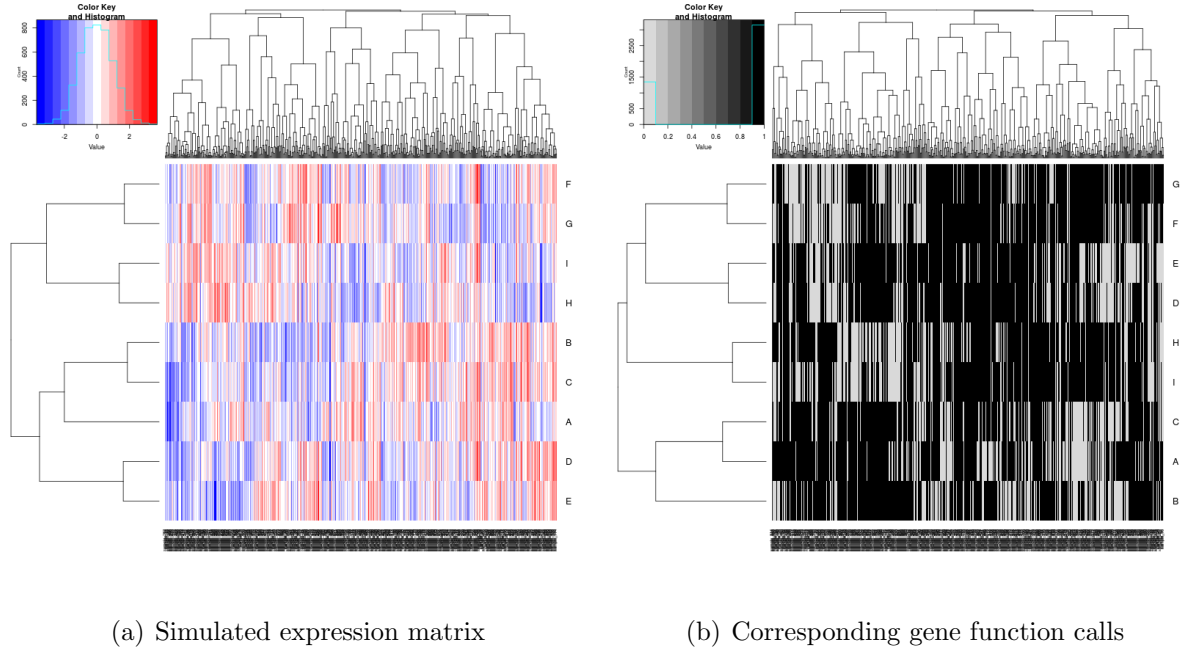 Color Key
and Histogram
Count
0 200 400 600 800
-2 0 2
Value
F
G
I
H
B
C
A
D
E
Color Key
and Histogram
Count
0 500 1500 2500
0 0.2 0.4 0.6 0.8 1
Value
G
F
E
D
H
I
C
A
B
(a) Simulated expression matrix
(b) Corresponding gene function calls